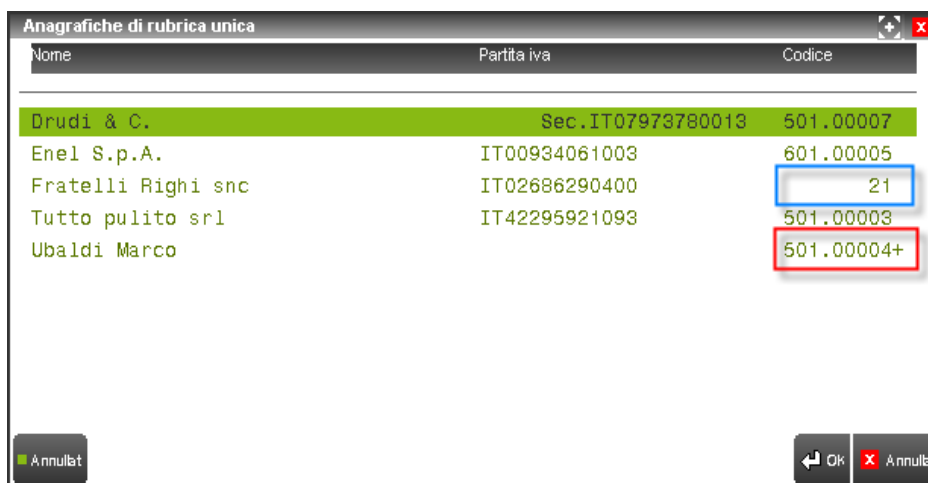 Anagrafiche di rubrica unica
Nome Partita iva Codice
Drudi & C. Sec.IT07973780013 501.00007
Enel S.p.A. IT00934061003 601.00005
Fratelli Righi snc IT02686290400 21
Tutto pulito srl IT42295921093 501.00003
Ubaldi Marco 501.00004+
Annullat OK Annulla